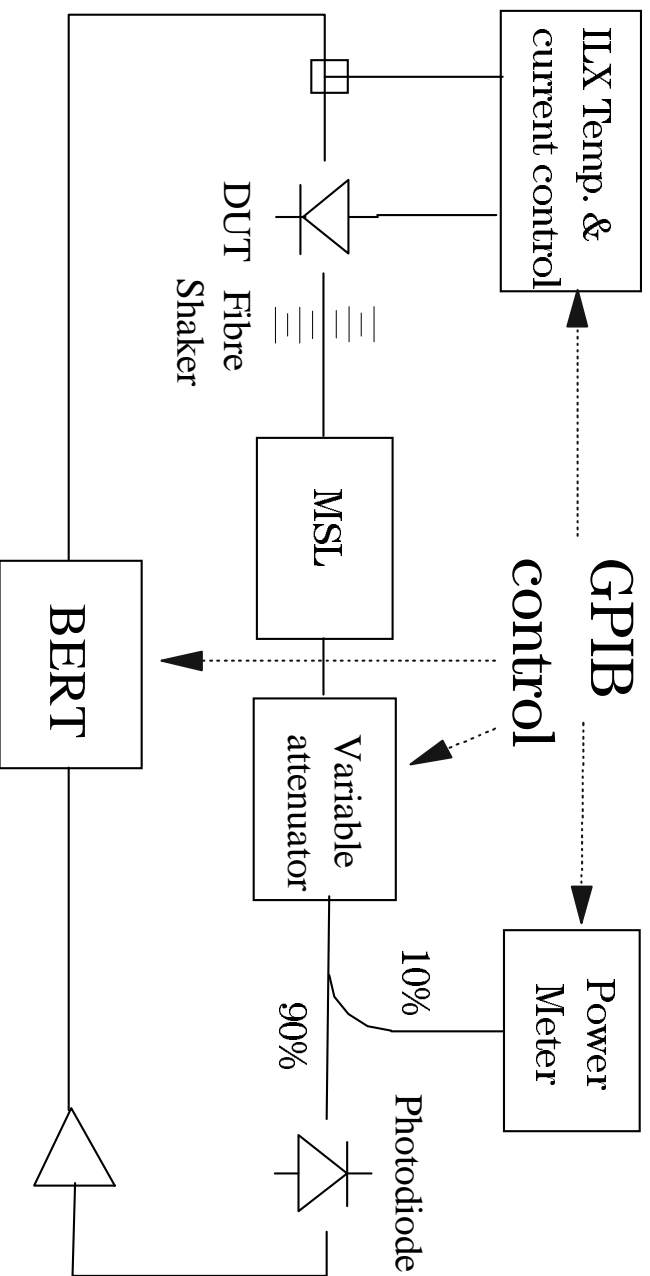 ILX Temp. &
current control
GPIB
control
Power
Meter
DUT
Fibre
Shaker
MSL
Variable
attenuator
10%
90%
Photodiode
BERT